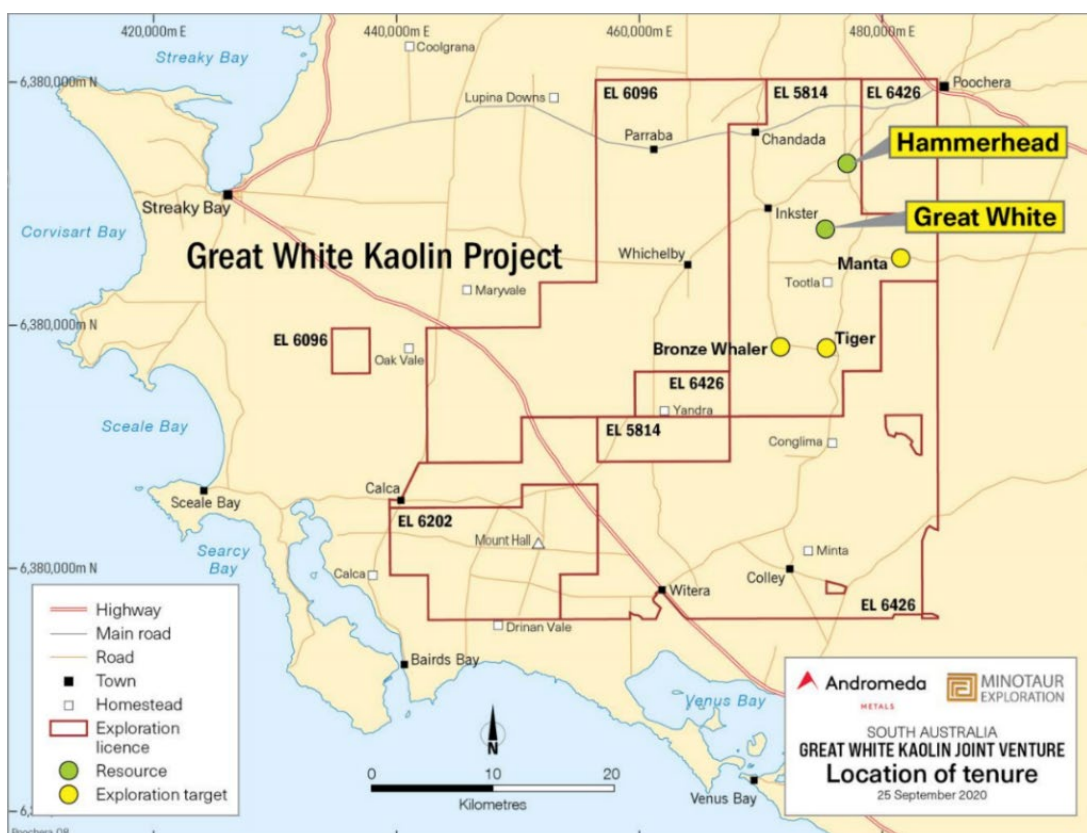 420,000m E
440,000m E
460,000m E
480,000m E
Streaky Bay
Coolgrana
6,380,000m N
Poochera
EL 6096
EL 5814
EL 6426
Lupina Downs
Parraba
Chandada
Hammerhead
Streaky Bay
Inkster
Great White
Corvisart Bay
Great White Kaolin Project
Whichelby
Manta
Maryvale
Tootla
6,380,000m N
EL 6096
Oak Vale
Bronze Whaler
Tiger
EL 6426
Yandra
Sceale Bay
EL 5814
Conglima
Calca
Sceale Bay
EL 6202
Mount Hall
Searcy
Bay
Minta
6,380,000m N
Calca
Colley
Witera
EL 6426
Drinan Vale
Bairds Bay
Venus Bay
Venus Bay
Highway
Main road
Road
Town
Homestead
Exploration
licence
Resource
Exploration target
N
0 10 20
Kilometres
Andromeda
METALS
MINOTAUR
EXPLORATION
SOUTH AUSTRALIA
GREAT WHITE KAOLIN JOINT VENTURE
Location of tenure
25 September 2020